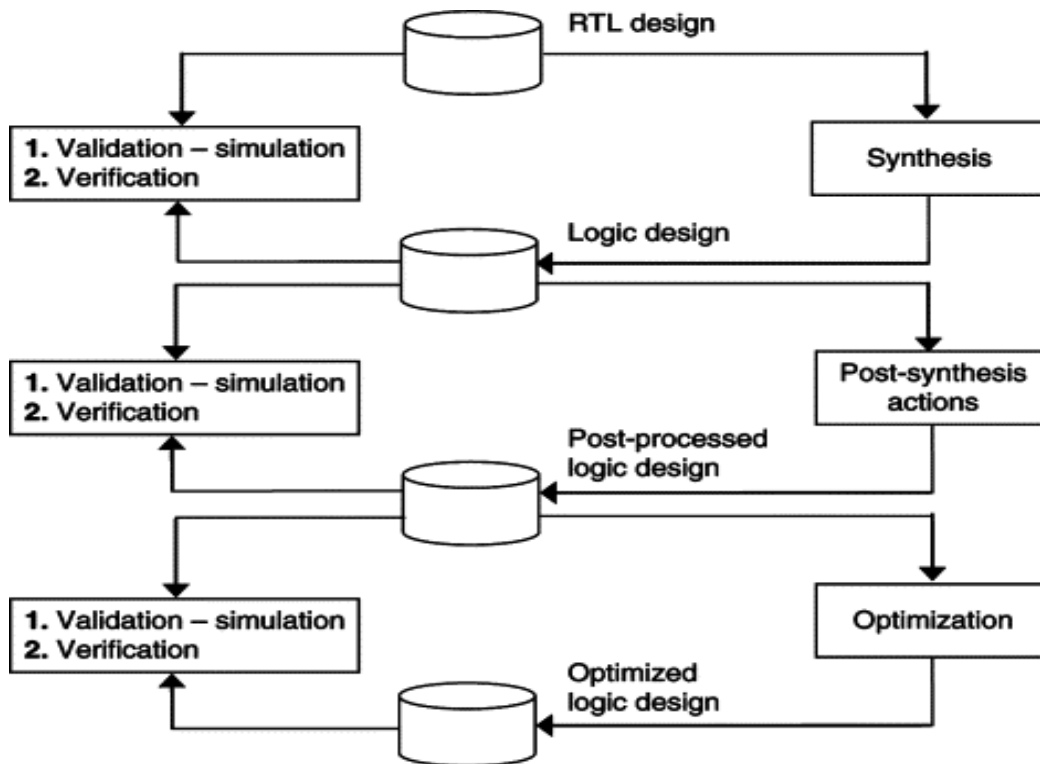 RTL design
1. Validation – simulation
2. Verification
Synthesis
Logic design
1. Validation – simulation
2. Verification
Post-synthesis
actions
Post-processed
logic design
1. Validation – simulation
2. Verification
Optimization
Optimized
logic design